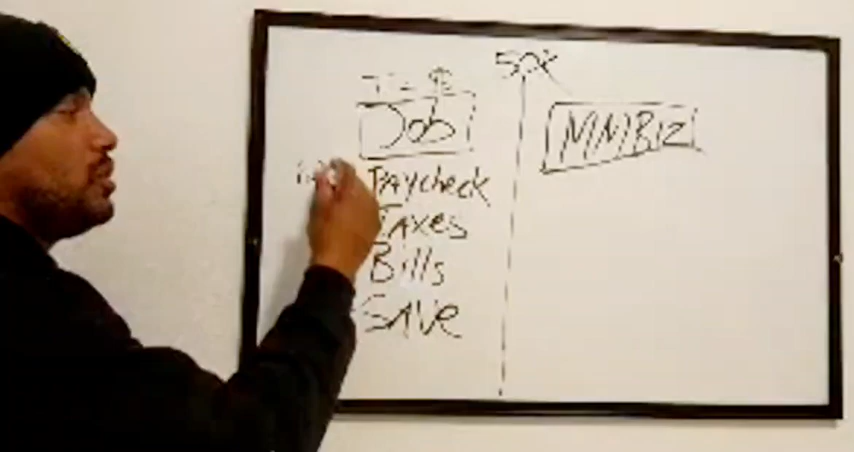 50K
T = $
Job
MMBIZ
Paycheck
Taxes
Bills
SAVE